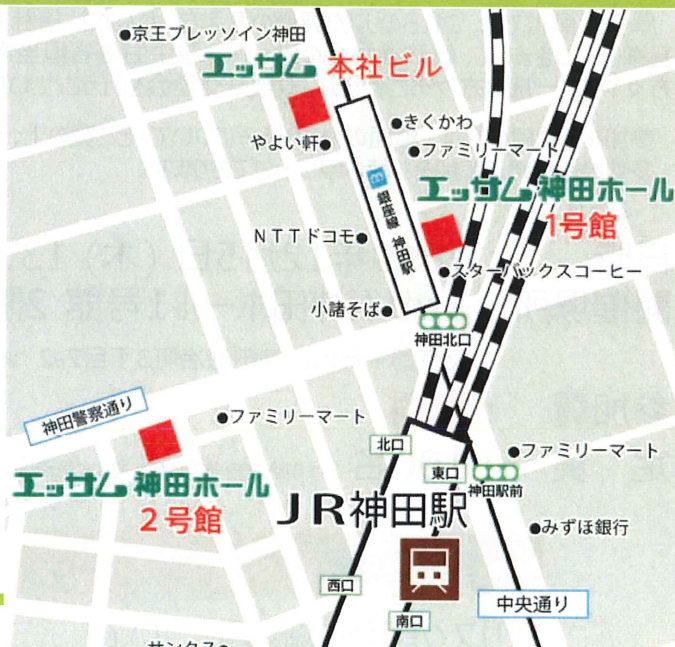 ●京王プレッソイン神田
エッサム 本社ビル
●きくかわ
やよい軒●
●ファミリーマート
エッサム 神田ホール
1号館
銀座線 神田駅
NTTドコモ●
●スターバックスコーヒー
小諸そば●
神田北口
神田警察通り
●ファミリーマート
北口
●ファミリーマート
東口
神田駅前
エッサム 神田ホール
2号館
JR神田駅
●みずほ銀行
西口
中央通り
南口